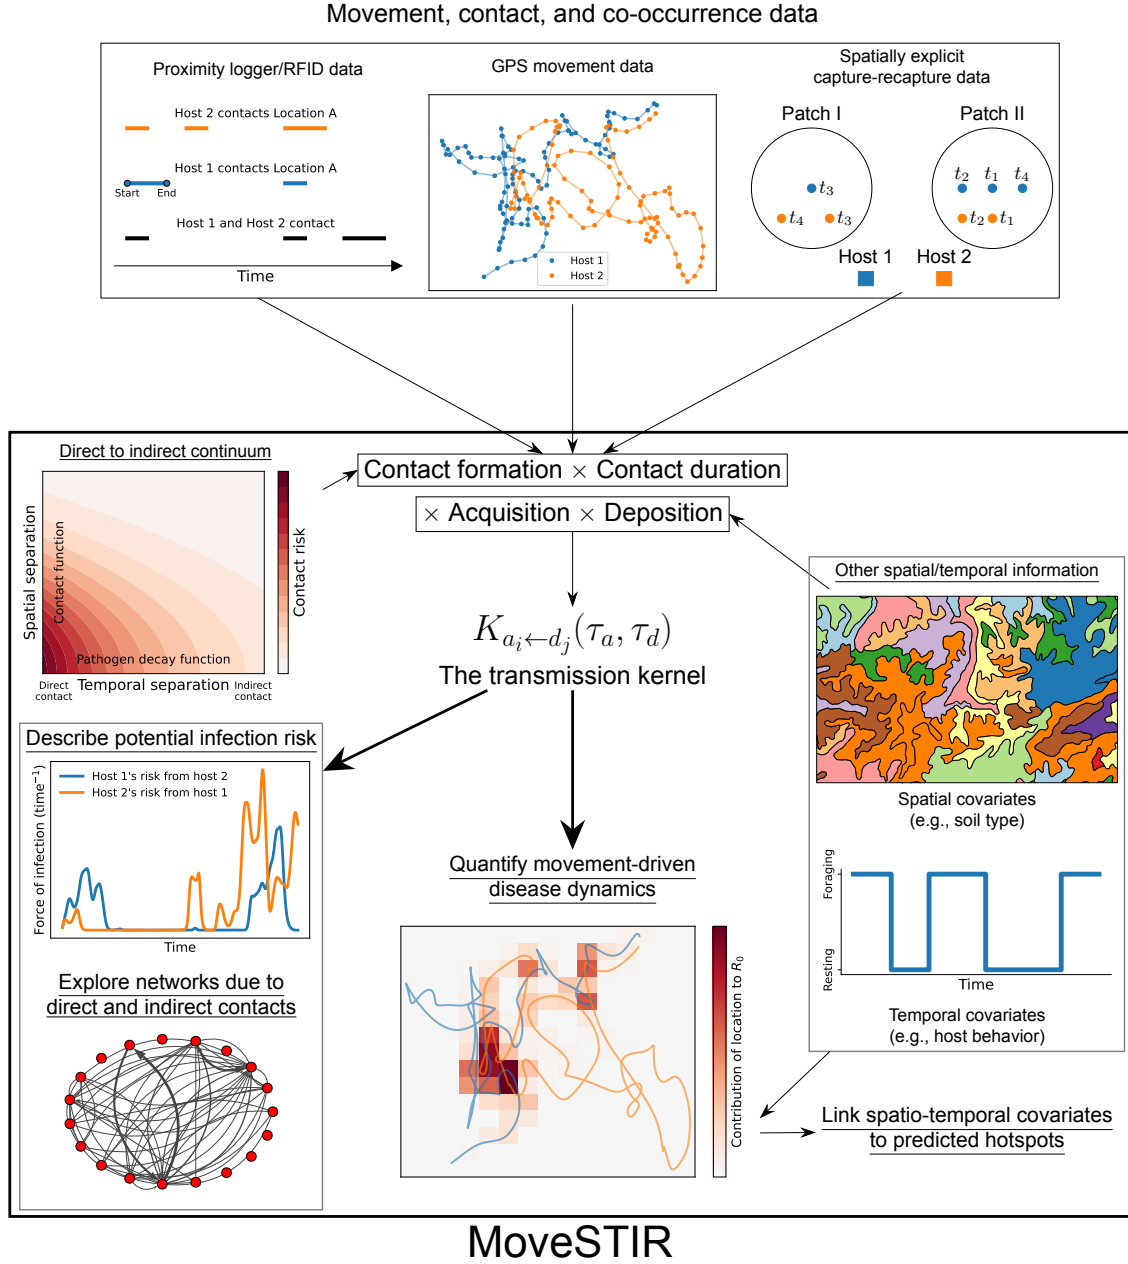 Movement, contact, and co-occurrence data
Proximity logger/RFID data
Host 2 contacts Location A
Host 1 contacts Location A
Start
End
Host 1 and Host 2 contact
Time
GPS movement data
Host 1
Host 2
Spatially explicit
capture-recapture data
Patch I
Patch II
t₃
t₄
t₃
t₂
t₁
t₄
t₂
t₁
Host 1
Host 2
Direct to indirect continuum
Spatial separation
Contact function
Pathogen decay function
Direct
contact
Temporal separation
Indirect
contact
Contact risk
Contact formation × Contact duration
× Acquisition × Deposition
K_{a_i←d_j}(τ_a, τ_d)
The transmission kernel
Other spatial/temporal information
Spatial covariates
(e.g., soil type)
Foraging
Resting
Time
Temporal covariates
(e.g., host behavior)
Describe potential infection risk
Force of infection (time⁻¹)
Host 1's risk from host 2
Host 2's risk from host 1
Time
Explore networks due to
direct and indirect contacts
Quantify movement-driven
disease dynamics
Contribution of location to R₀
Link spatio-temporal covariates
to predicted hotspots
MoveSTIR